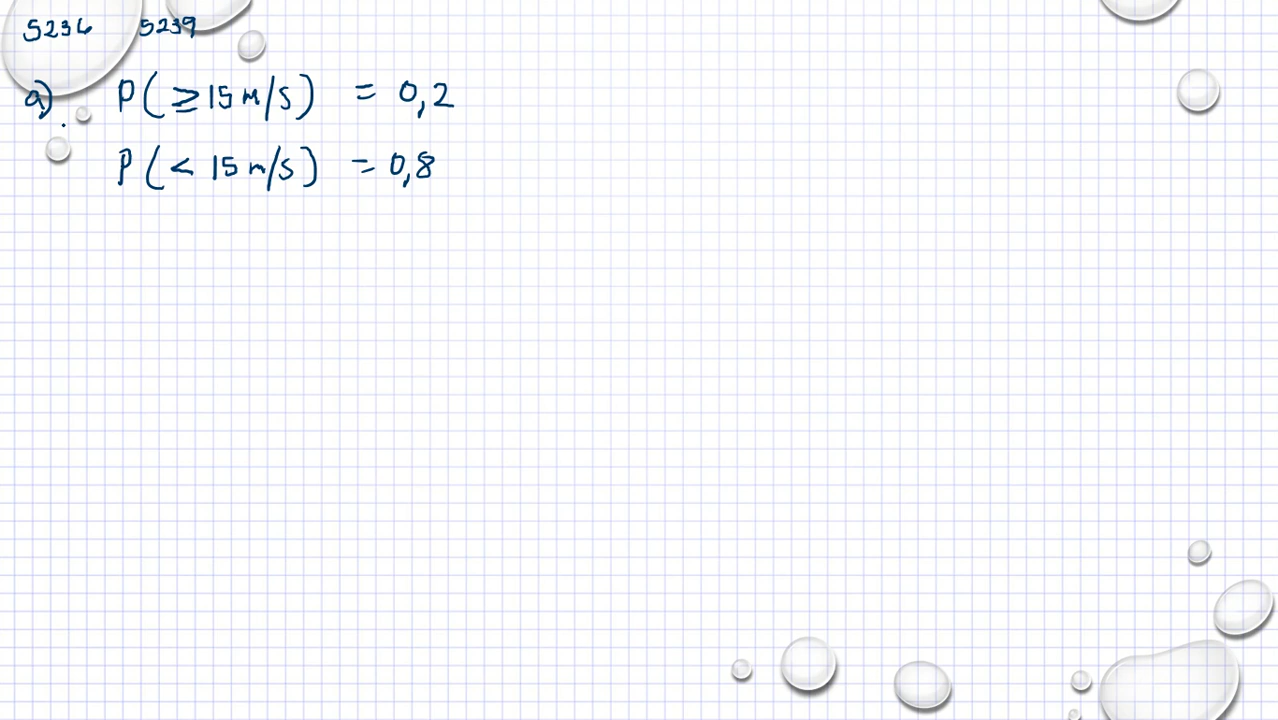 5236 5239
a) P(≥15 m/s) = 0,2
P(< 15 m/s) = 0,8